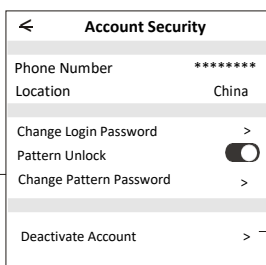 < Account Security
Phone Number ********
Location China
Change Login Password >
Pattern Unlock
Change Pattern Password >
Deactivate Account >